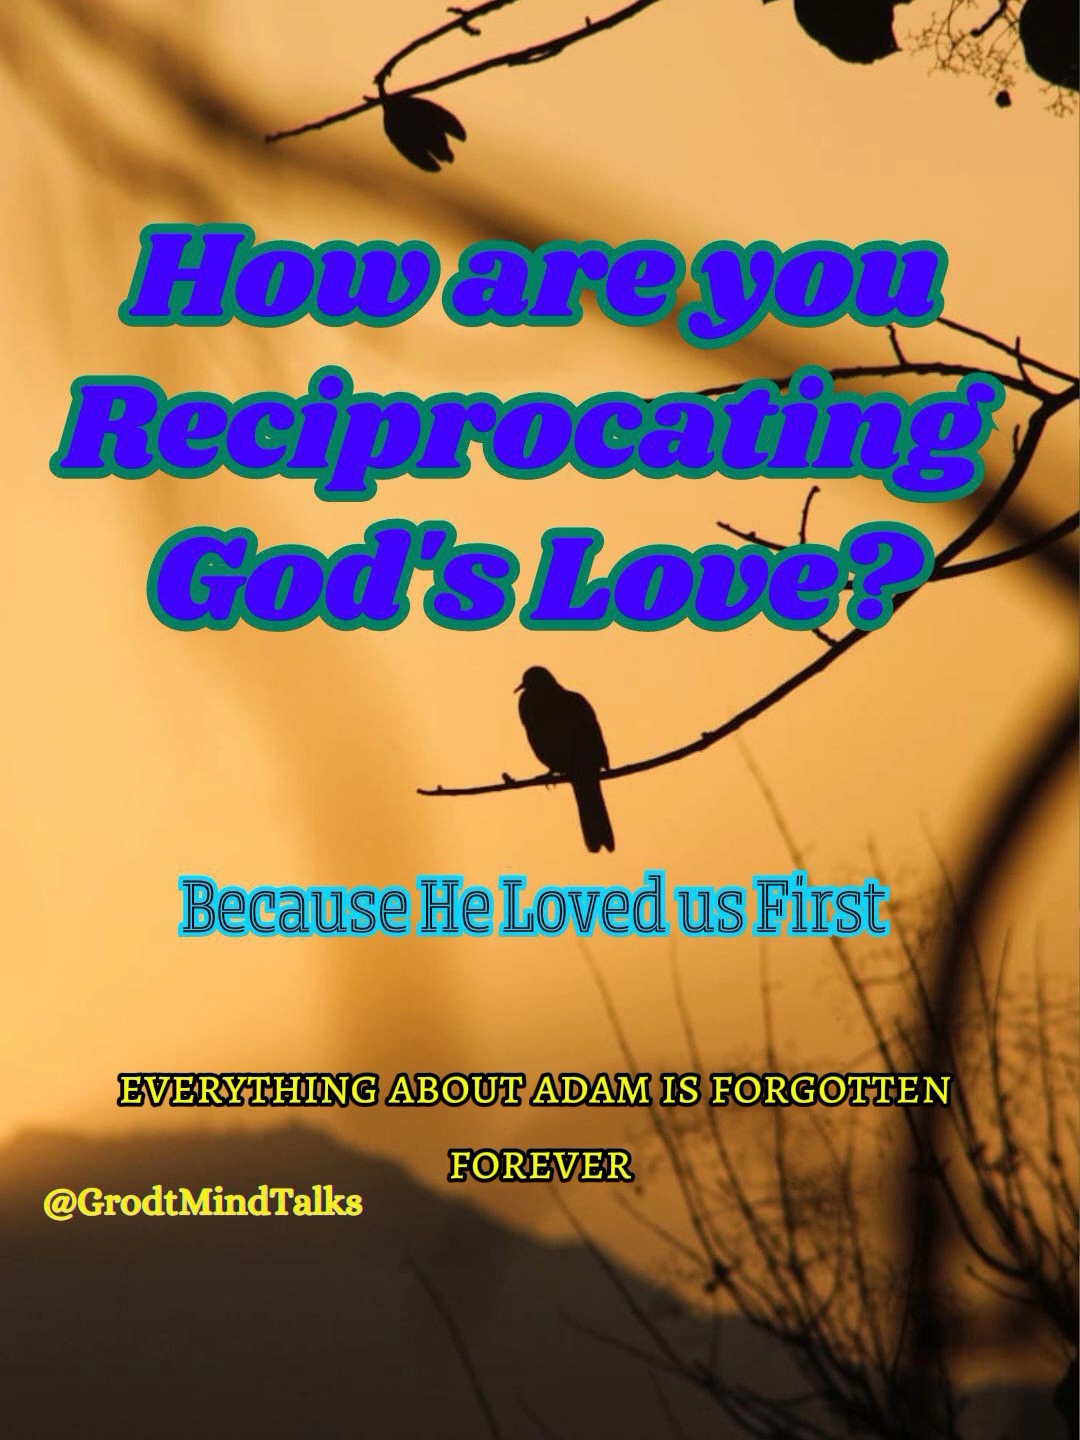 How are you
Reciprocating
God's Love?
Because He Loved us First
EVERYTHING ABOUT ADAM IS FORGOTTEN
FOREVER
@GrodtMindTalks